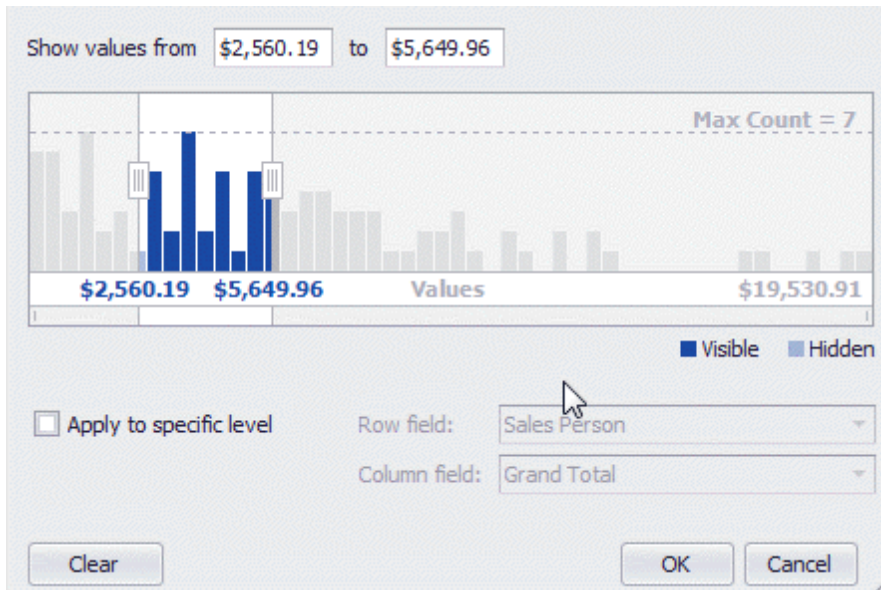 Show values from $2,560.19 to $5,649.96
Max Count = 7
$2,560.19 $5,649.96 Values $19,530.91
Visible Hidden
Apply to specific level Row field: Sales Person
Column field: Grand Total
Clear OK Cancel